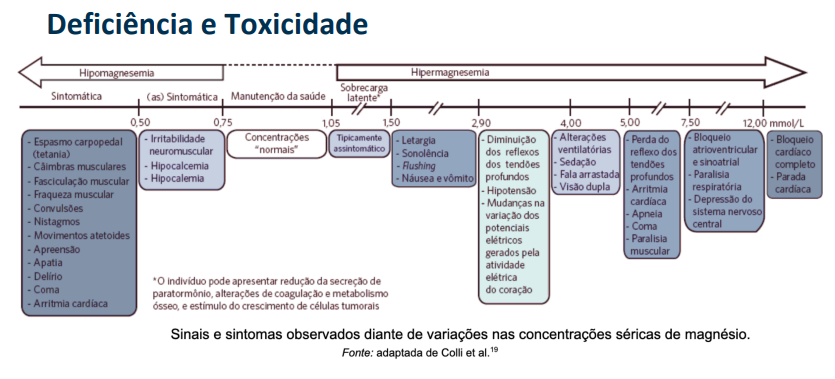 Deficiência e Toxicidade
Hipomagnesemia
Hipermagnesemia
Sintomática
(as) Sintomática
Manutenção da saúde
Sobrecarga
latente*
0,50
0,75
1,05
1,50
2,90
4,00
5,00
7,50
12,00 mmol/L
- Espasmo carpopedal
(tetania)
- Câimbras musculares
- Fasciculação muscular
- Fraqueza muscular
- Convulsões
- Nistagmos
- Movimentos atetoides
- Apreensão
- Apatia
- Delírio
- Coma
- Arritmia cardíaca
- Irritabilidade
neuromuscular
- Hipocalcemia
- Hipocalemia
Concentrações
“normais”
Tipicamente
assintomático
- Letargia
- Sonolência
- Flushing
- Náusea e vômito
- Diminuição
dos reflexos
dos tendões
profundos
- Hipotensão
- Mudanças na
variação dos
potenciais
elétricos
gerados pela
atividade
elétrica
do coração
- Alterações
ventilatórias
- Sedação
- Fala arrastada
- Visão dupla
- Perda do
reflexo dos
tendões
profundos
- Arritmia
cardíaca
- Apneia
- Coma
- Paralisia
muscular
- Bloqueio
atrioventricular
e sinoatrial
- Paralisia
respiratória
- Depressão do
sistema nervoso
central
- Bloqueio
cardíaco
completo
- Parada
cardíaca
*O indivíduo pode apresentar redução da secreção de
paratormônio, alterações de coagulação e metabolismo
ósseo, e estímulo do crescimento de células tumorais
Sinais e sintomas observados diante de variações nas concentrações séricas de magnésio.
Fonte: adaptada de Colli et al.19